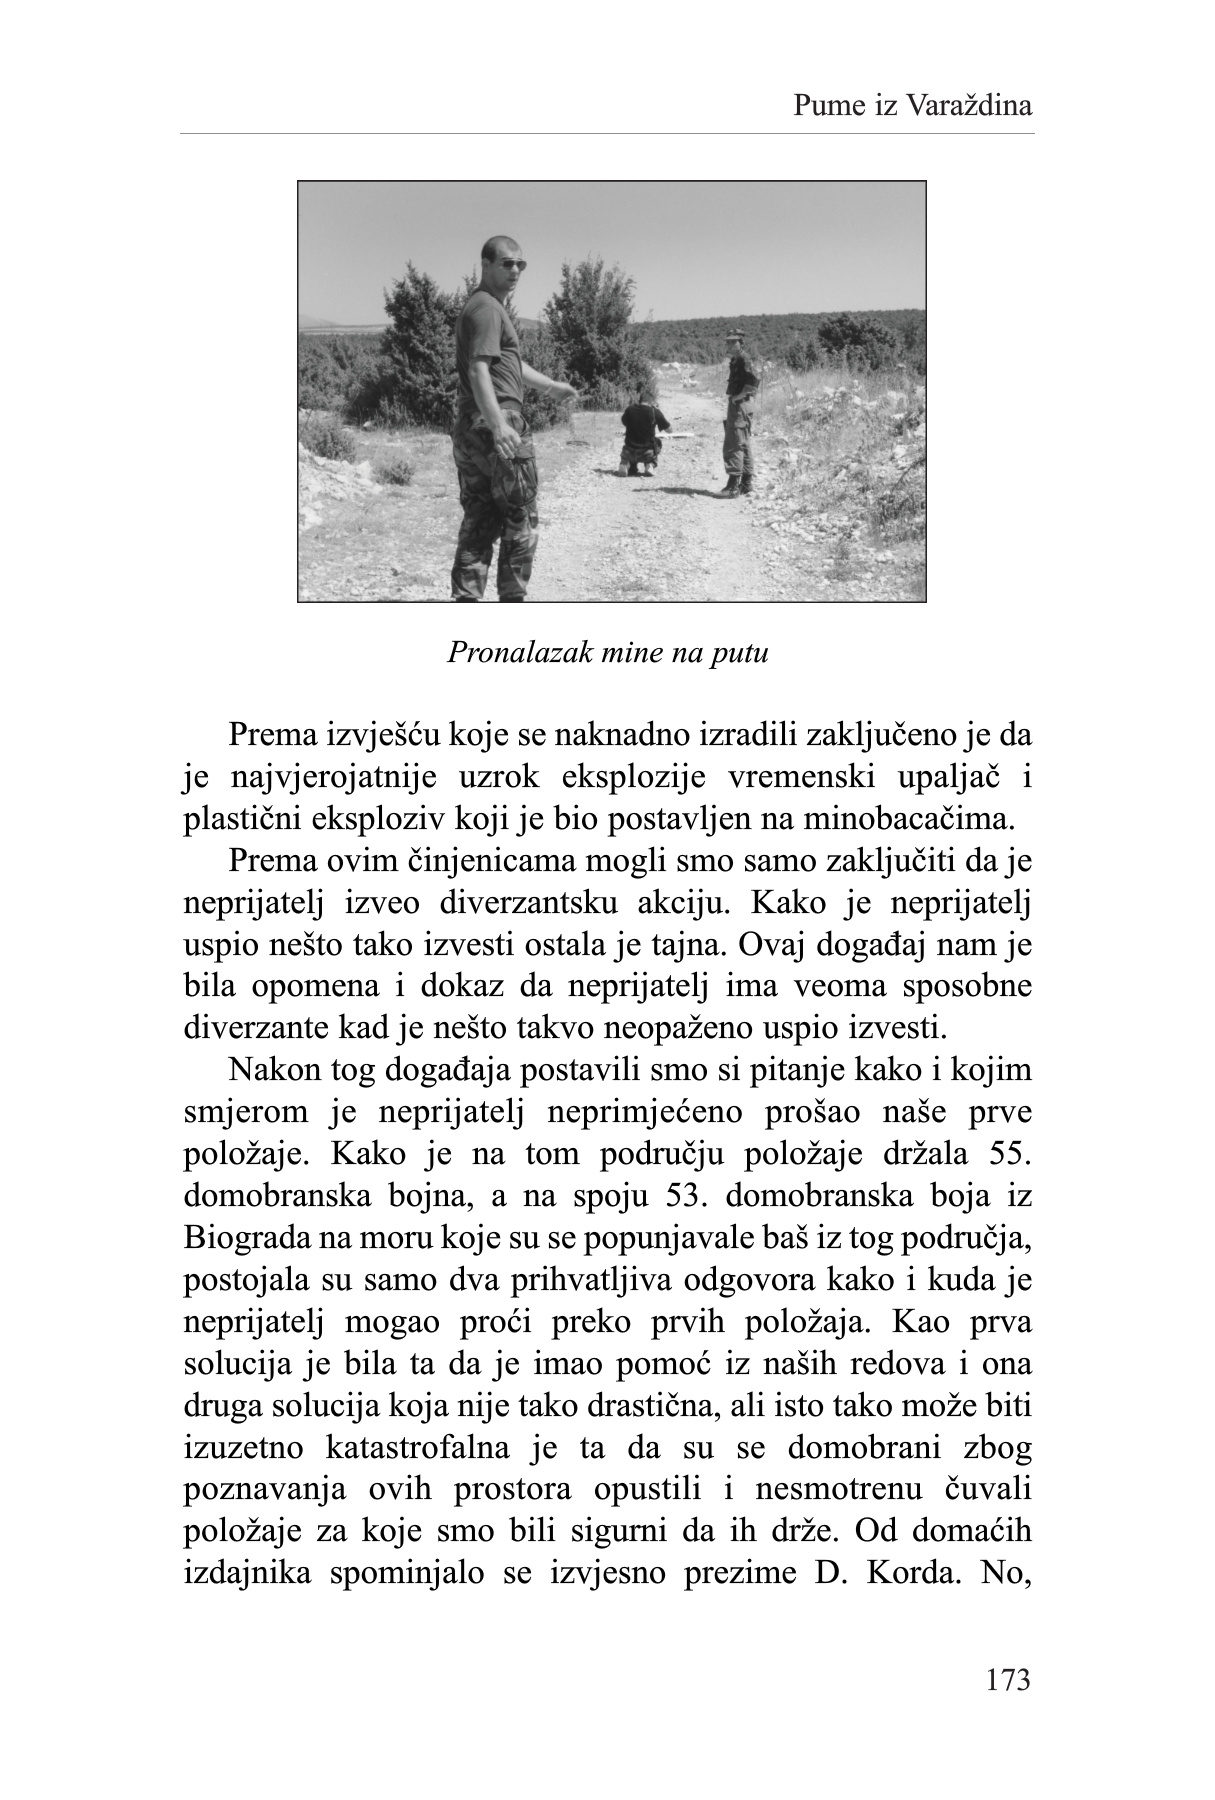 Pume iz Varaždina
Pronalazak mine na putu
Prema izvješću koje se naknadno izradili zaključeno je da
je najvjerojatnije uzrok eksplozije vremenski upaljač i
plastični eksploziv koji je bio postavljen na minobacačima.
Prema ovim činjenicama mogli smo samo zaključiti da je
neprijatelj izveo diverzantsku akciju. Kako je neprijatelj
uspio nešto tako izvesti ostala je tajna. Ovaj događaj nam je
bila opomena i dokaz da neprijatelj ima veoma sposobne
diverzante kad je nešto takvo neopaženo uspio izvesti.
Nakon tog događaja postavili smo si pitanje kako i kojim
smjerom je neprijatelj neprimjećeno prošao naše prve
položaje. Kako je na tom području položaje držala 55.
domobranska bojna, a na spoju 53. domobranska boja iz
Biograda na moru koje su se popunjavale baš iz tog područja,
postojala su samo dva prihvatljiva odgovora kako i kuda je
neprijatelj mogao proći preko prvih položaja. Kao prva
solucija je bila ta da je imao pomoć iz naših redova i ona
druga solucija koja nije tako drastična, ali isto tako može biti
izuzetno katastrofalna je ta da su se domobrani zbog
poznavanja ovih prostora opustili i nesmotrenu čuvali
položaje za koje smo bili sigurni da ih drže. Od domaćih
izdajnika spominjalo se izvjesno prezime D. Korda. No,
173